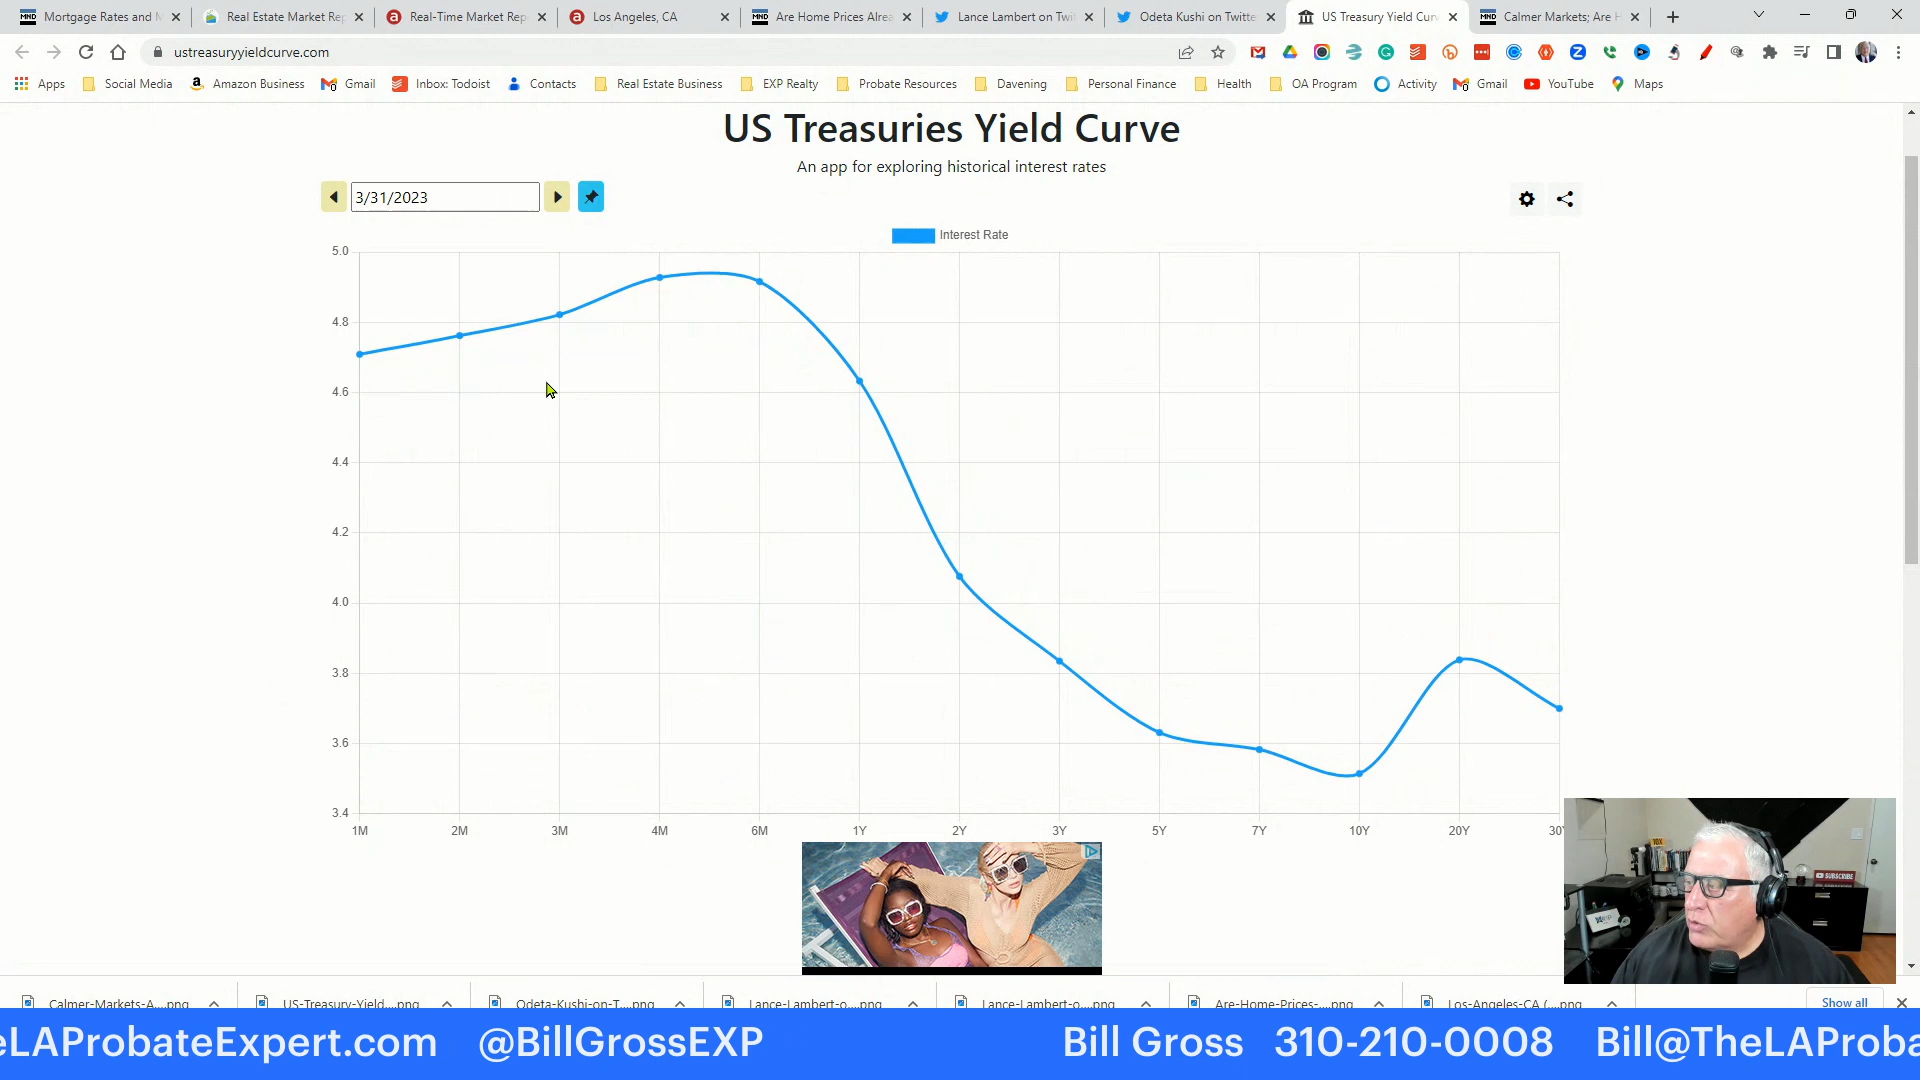 Mortgage Rates and M
Real Estate Market Rep
Real-Time Market Rep
Los Angeles, CA
Are Home Prices Alrea
Lance Lambert on Twit
Odeta Kushi on Twitte
US Treasury Yield Curv
Calmer Markets; Are H
ustreasuryyieldcurve.com
Apps
Social Media
Amazon Business
Gmail
Inbox: Todoist
Contacts
Real Estate Business
EXP Realty
Probate Resources
Davening
Personal Finance
Health
OA Program
Activity
Gmail
YouTube
Maps
US Treasuries Yield Curve
An app for exploring historical interest rates
3/31/2023
Interest Rate
5.0
4.8
4.6
4.4
4.2
4.0
3.8
3.6
3.4
1M 2M 3M 4M 6M 1Y 2Y 3Y 5Y 7Y 10Y 20Y 30Y
SUBSCRIBE
Calmer-Markets-A....png
US-Treasury-Yield....png
Odeta-Kushi-on-T....png
Lance-Lambert-o....png
Lance-Lambert-o....png
Are-Home-Prices-....png
Los-Angeles-CA (....png
Show all
eLAProbateExpert.com @BillGrossEXP Bill Gross 310-210-0008 Bill@TheLAProba